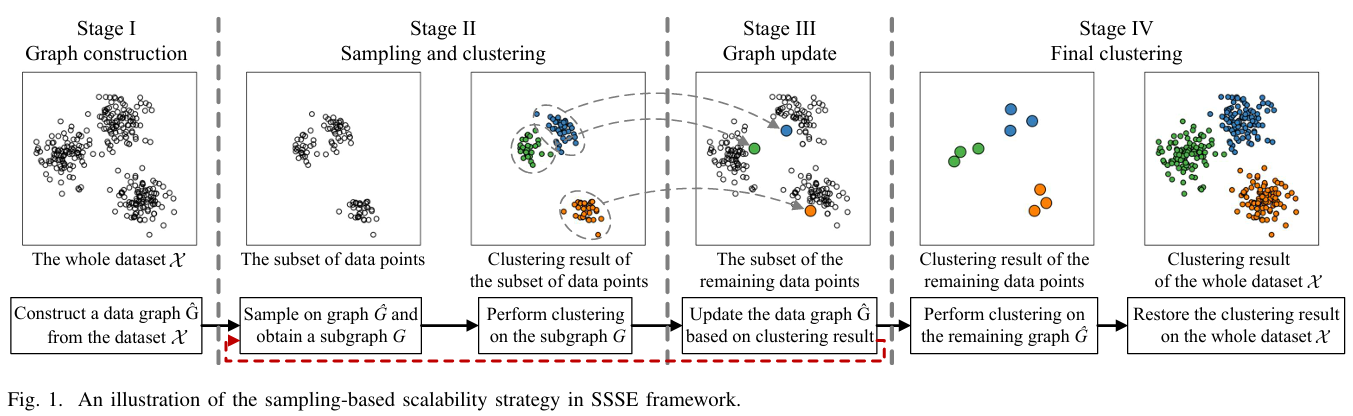 Stage I
Graph construction
Stage II
Sampling and clustering
Stage III
Graph update
Stage IV
Final clustering
The whole dataset 𝒳
The subset of data points
Clustering result of
the subset of data points
The subset of the
remaining data points
Clustering result of the
remaining data points
Clustering result
of the whole dataset 𝒳
Construct a data graph Ĝ
from the dataset 𝒳
Sample on graph Ĝ and
obtain a subgraph G
Perform clustering
on the subgraph G
Update the data graph Ĝ
based on clustering result
Perform clustering on
the remaining graph Ĝ
Restore the clustering result
on the whole dataset 𝒳
Fig. 1. An illustration of the sampling-based scalability strategy in SSSE framework.